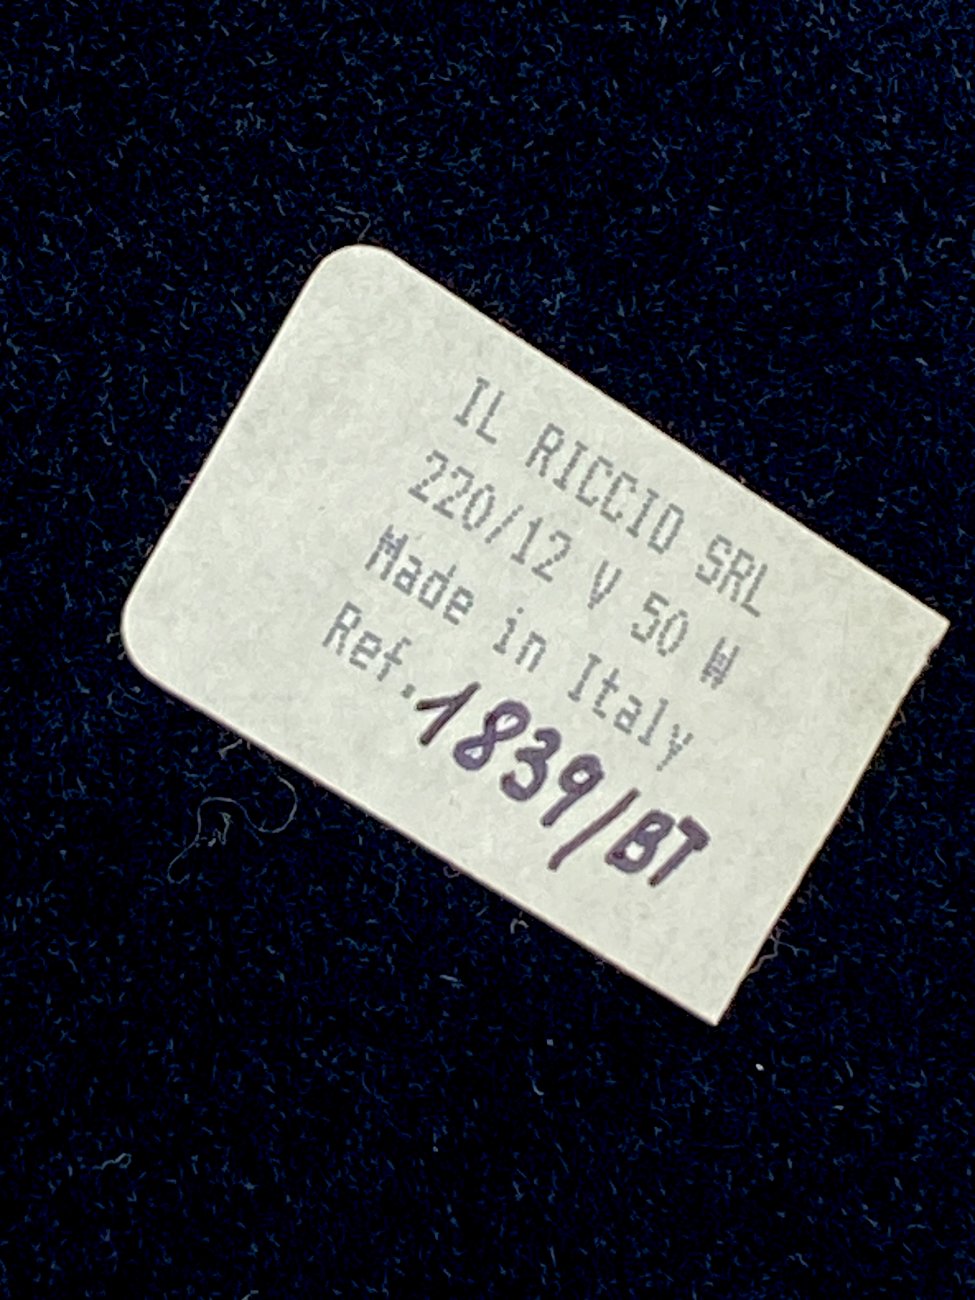 IL RICCIO SRL
220/12 V 50 W
Made in Italy
Ref. 1839/BT